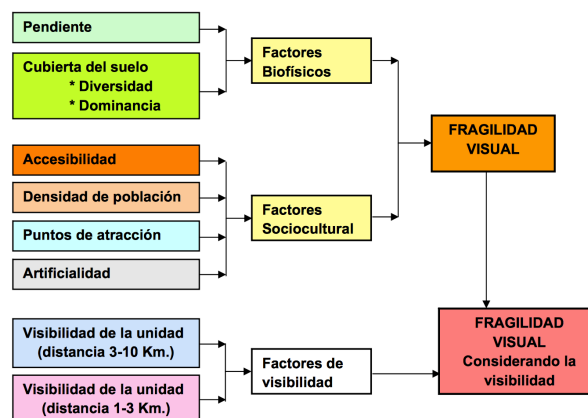 Pendiente
Cubierta del suelo
* Diversidad
* Dominancia
Factores
Biofísicos
Accesibilidad
Densidad de población
Puntos de atracción
Artificialidad
Factores
Sociocultural
FRAGILIDAD
VISUAL
Visibilidad de la unidad
(distancia 3-10 Km.)
Visibilidad de la unidad
(distancia 1-3 Km.)
Factores de
visibilidad
FRAGILIDAD
VISUAL
Considerando la
visibilidad